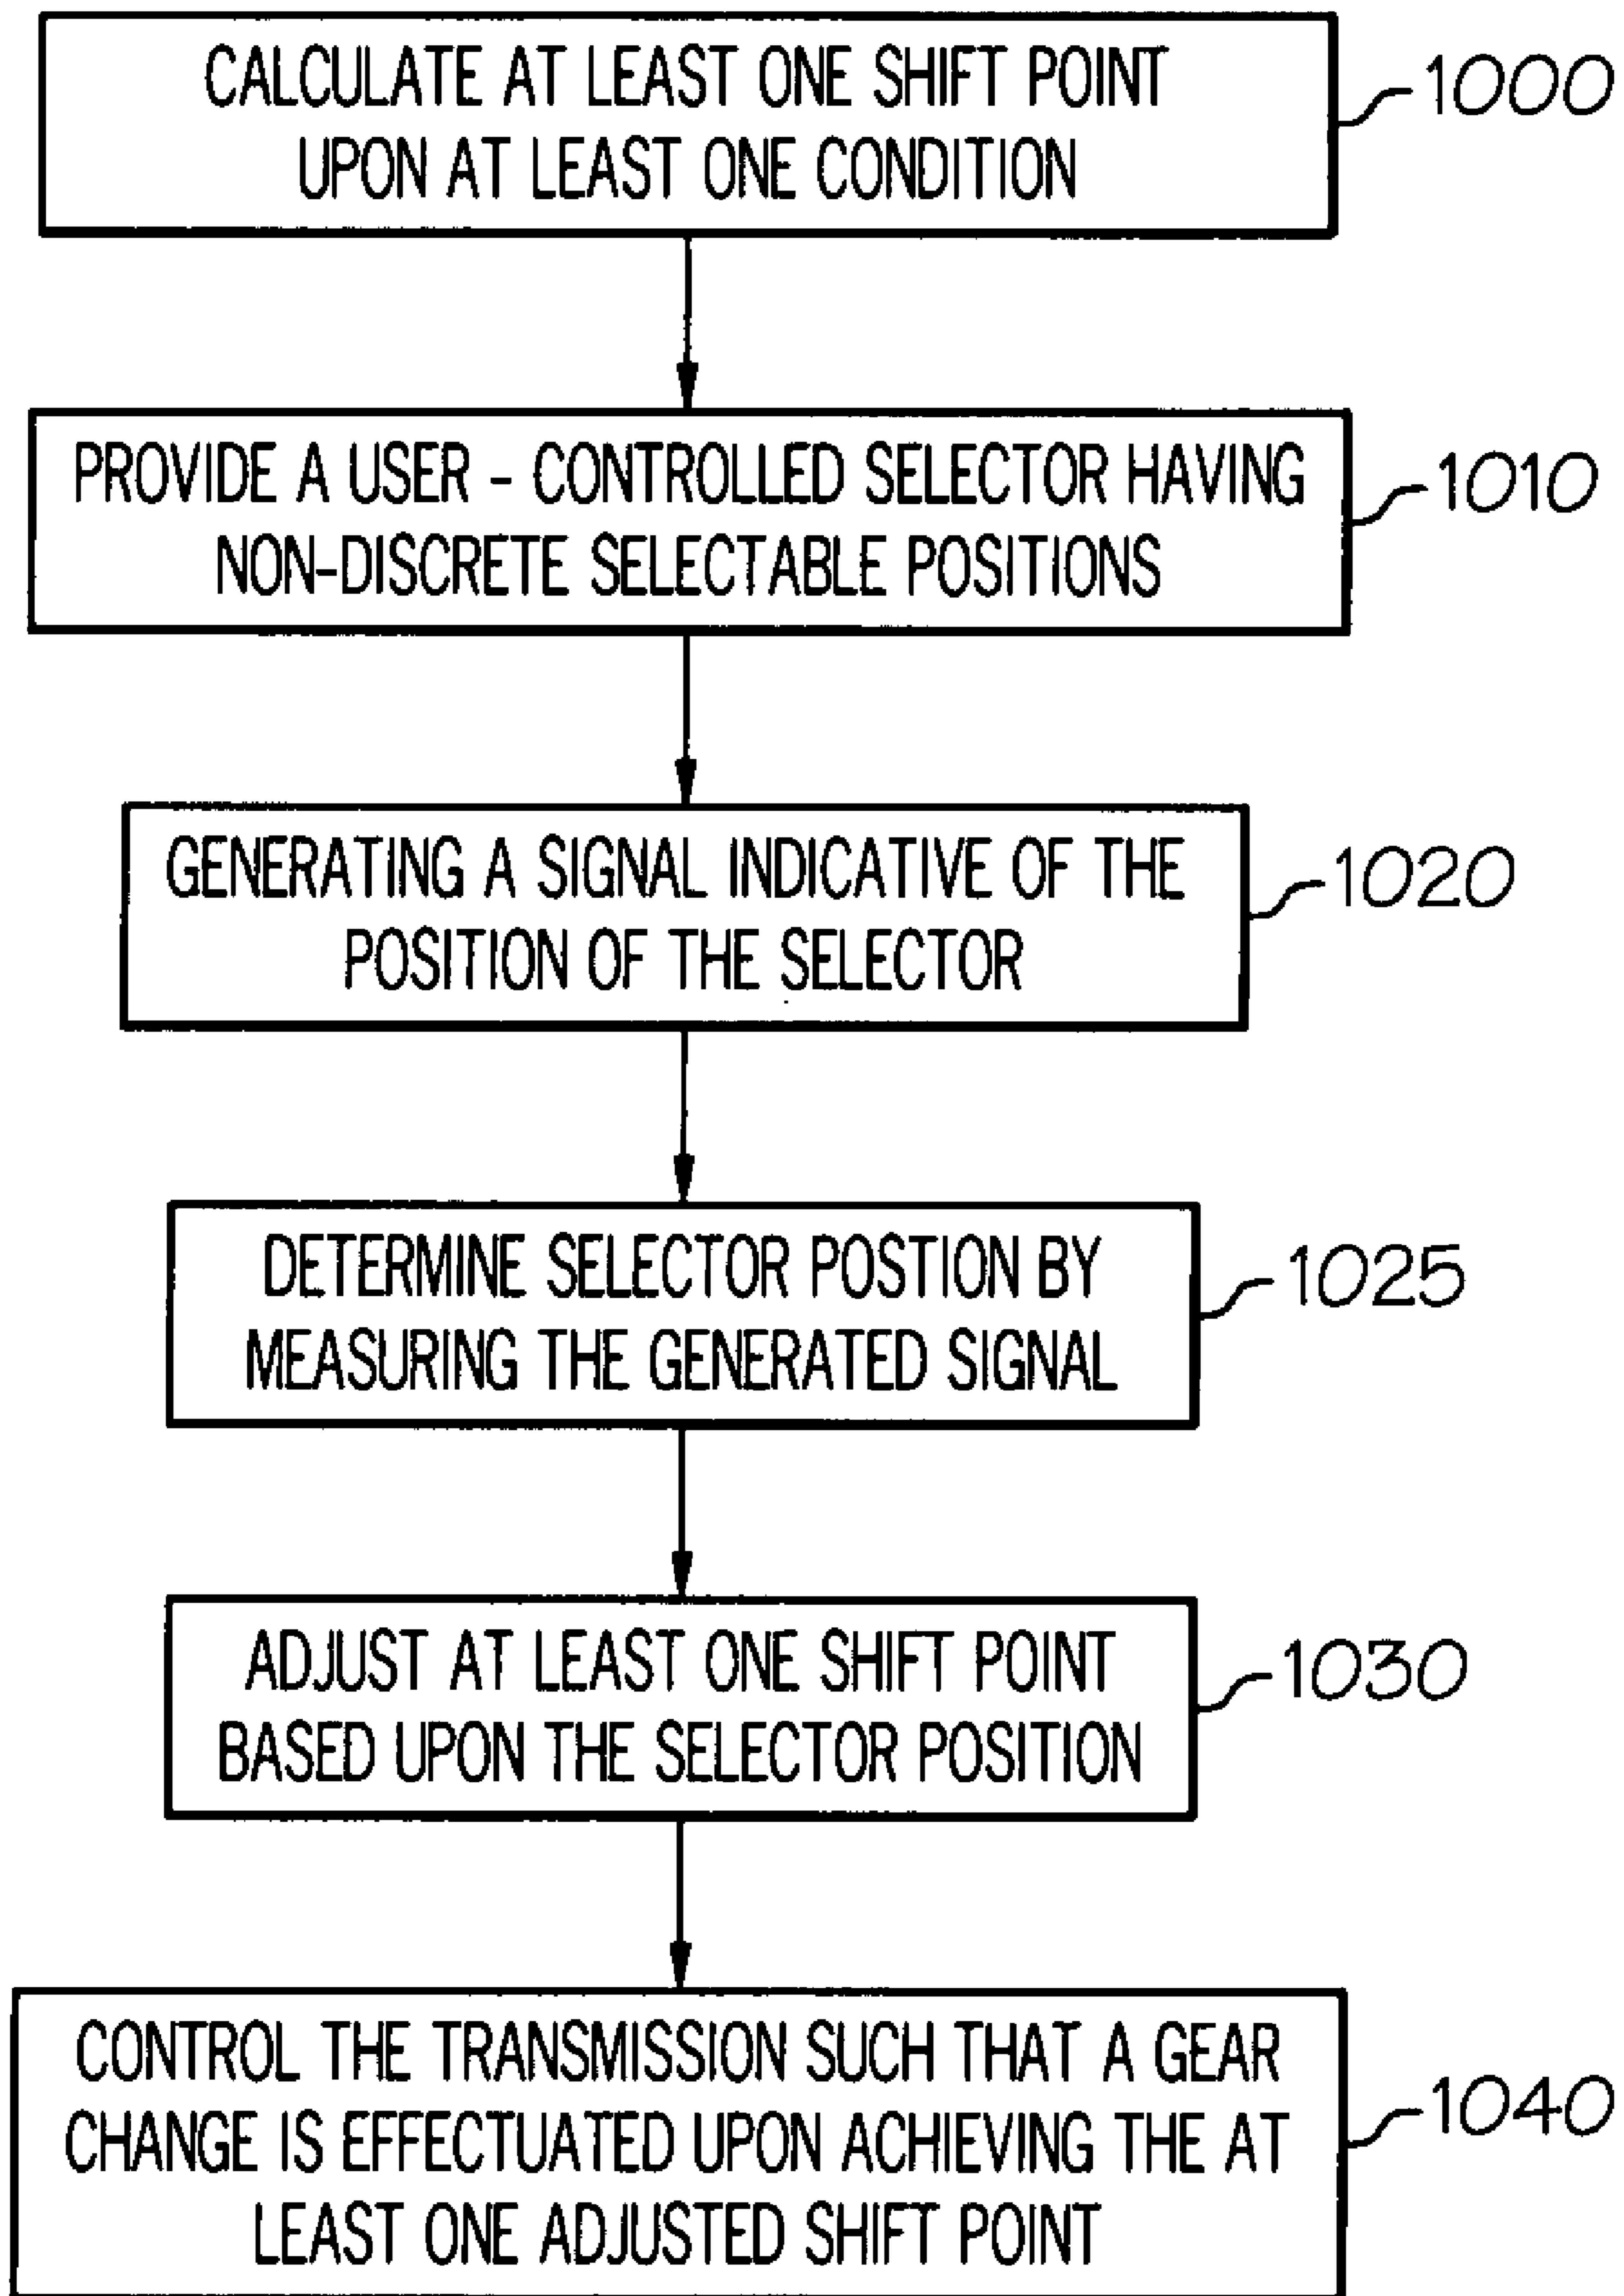 CALCULATE AT LEAST ONE SHIFT POINT
UPON AT LEAST ONE CONDITION
1000
PROVIDE A USER - CONTROLLED SELECTOR HAVING
NON-DISCRETE SELECTABLE POSITIONS
1010
GENERATING A SIGNAL INDICATIVE OF THE
POSITION OF THE SELECTOR
1020
DETERMINE SELECTOR POSTION BY
MEASURING THE GENERATED SIGNAL
1025
ADJUST AT LEAST ONE SHIFT POINT
BASED UPON THE SELECTOR POSITION
1030
CONTROL THE TRANSMISSION SUCH THAT A GEAR
CHANGE IS EFFECTUATED UPON ACHIEVING THE AT
LEAST ONE ADJUSTED SHIFT POINT
1040